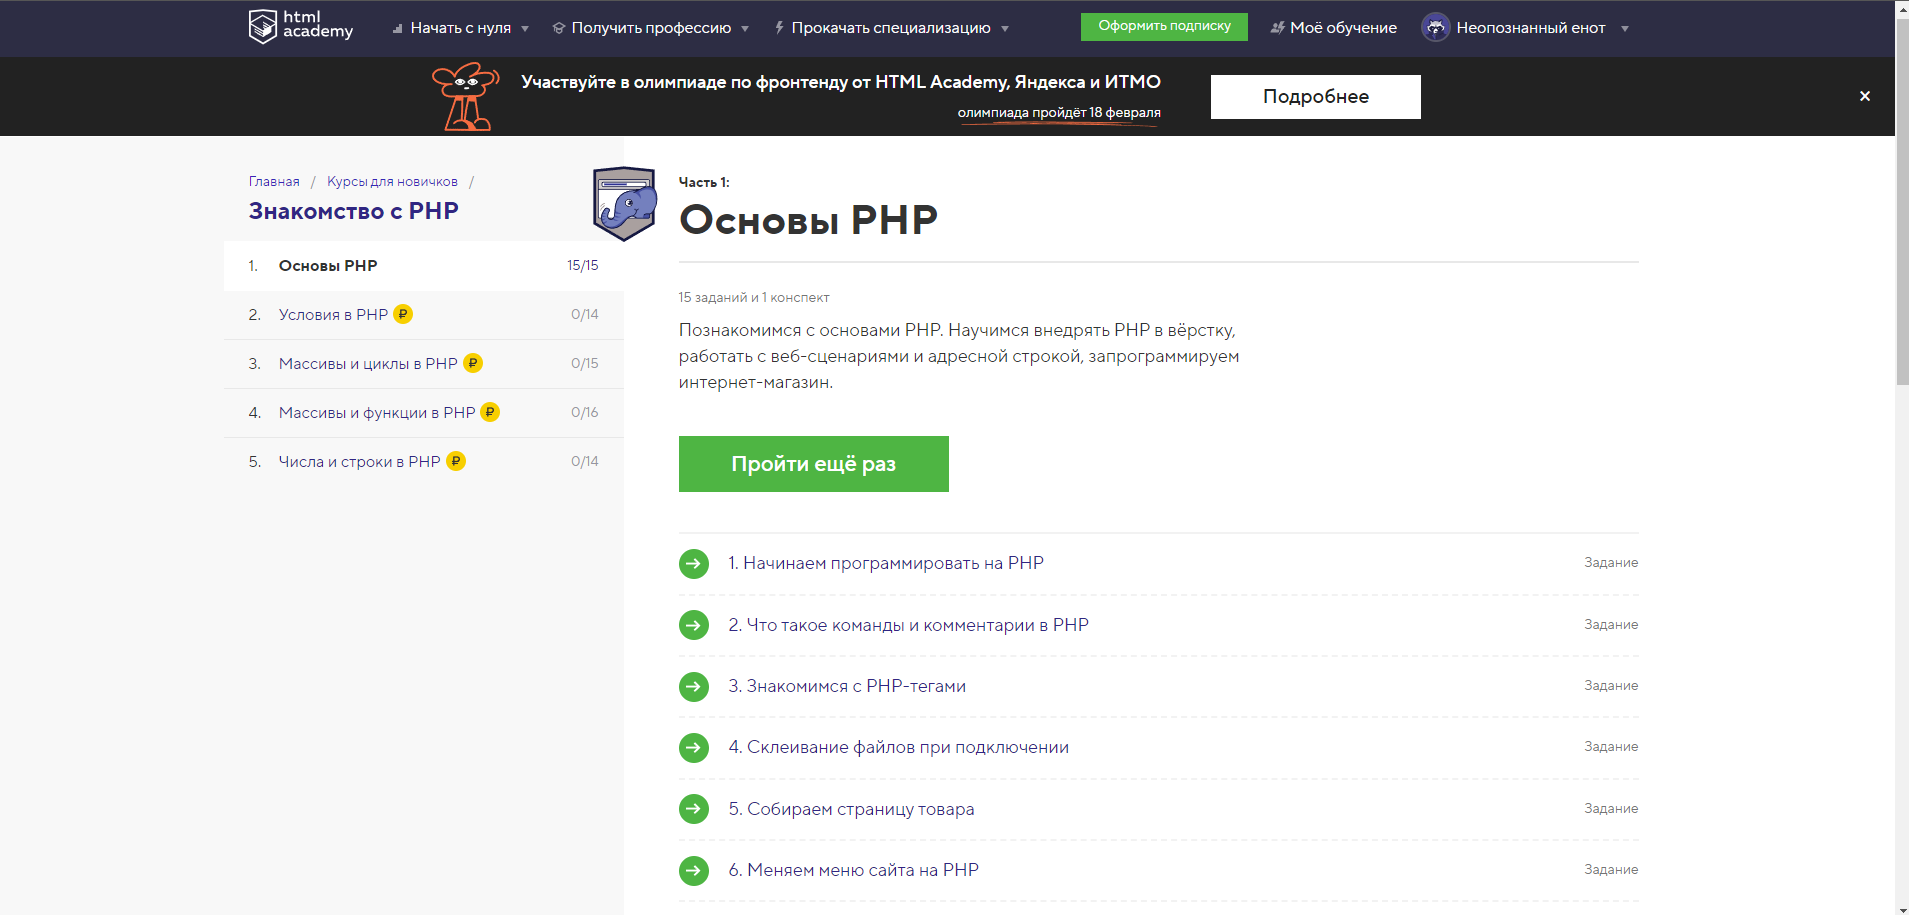 html
academy
Начать с нуля
Получить профессию
Прокачать специализацию
Оформить подписку
Моё обучение
Неопознанный енот
Участвуйте в олимпиаде по фронтенду от HTML Academy, Яндекса и ИТМО
олимпиада пройдёт 18 февраля
Подробнее
Главная / Курсы для новичков /
Знакомство с PHP
1. Основы PHP 15/15
2. Условия в PHP ₽ 0/14
3. Массивы и циклы в PHP ₽ 0/15
4. Массивы и функции в PHP ₽ 0/16
5. Числа и строки в PHP ₽ 0/14
Часть 1:
Основы PHP
15 заданий и 1 конспект
Познакомимся с основами PHP. Научимся внедрять PHP в вёрстку,
работать с веб-сценариями и адресной строкой, запрограммируем
интернет-магазин.
Пройти ещё раз
1. Начинаем программировать на PHP Задание
2. Что такое команды и комментарии в PHP Задание
3. Знакомимся с PHP-тегами Задание
4. Склеивание файлов при подключении Задание
5. Собираем страницу товара Задание
6. Меняем меню сайта на PHP Задание